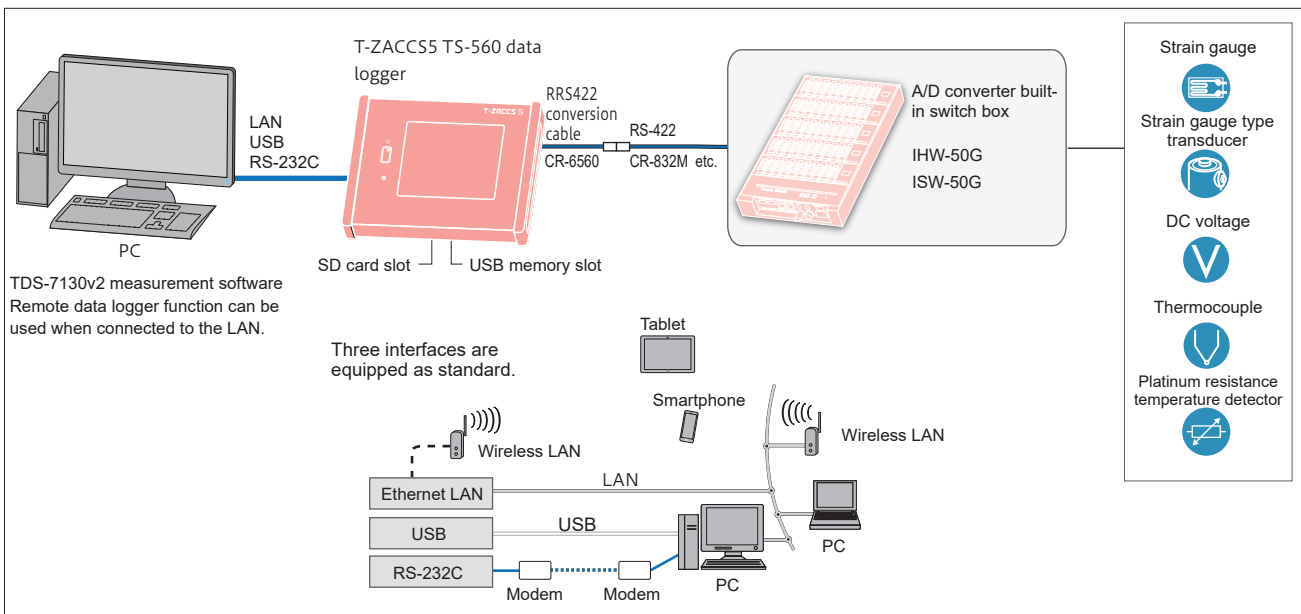 T-ZACCS5 TS-560 data
logger
LAN
USB
RS-232C
T-ZACCS 5
RRS422
conversion
cable
CR-6560
RS-422
CR-832M etc.
A/D converter built-
in switch box
IHW-50G
ISW-50G
Strain gauge
Strain gauge type
transducer
DC voltage
V
Thermocouple
Platinum resistance
temperature detector
PC
SD card slot
USB memory slot
TDS-7130v2 measurement software
Remote data logger function can be
used when connected to the LAN.
Three interfaces are
equipped as standard.
Tablet
Smartphone
Wireless LAN
Wireless LAN
Ethernet LAN
LAN
USB
USB
RS-232C
Modem
Modem
PC
PC